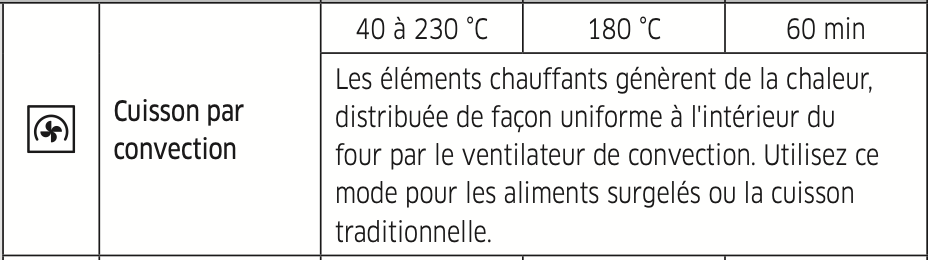 40 à 230 °C 180 °C 60 min
Cuisson par
convection
Les éléments chauffants génèrent de la chaleur,
distribuée de façon uniforme à l'intérieur du
four par le ventilateur de convection. Utilisez ce
mode pour les aliments surgelés ou la cuisson
traditionnelle.